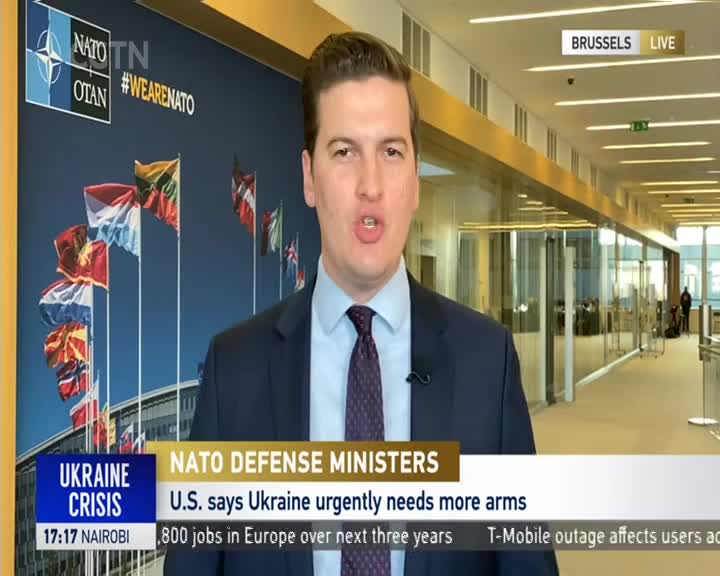 CGTN
NATO
OTAN
#WEARENATO
BRUSSELS LIVE
NATO DEFENSE MINISTERS
UKRAINE
CRISIS
U.S. says Ukraine urgently needs more arms
17:17 NAIROBI
,800 jobs in Europe over next three years T-Mobile outage affects users